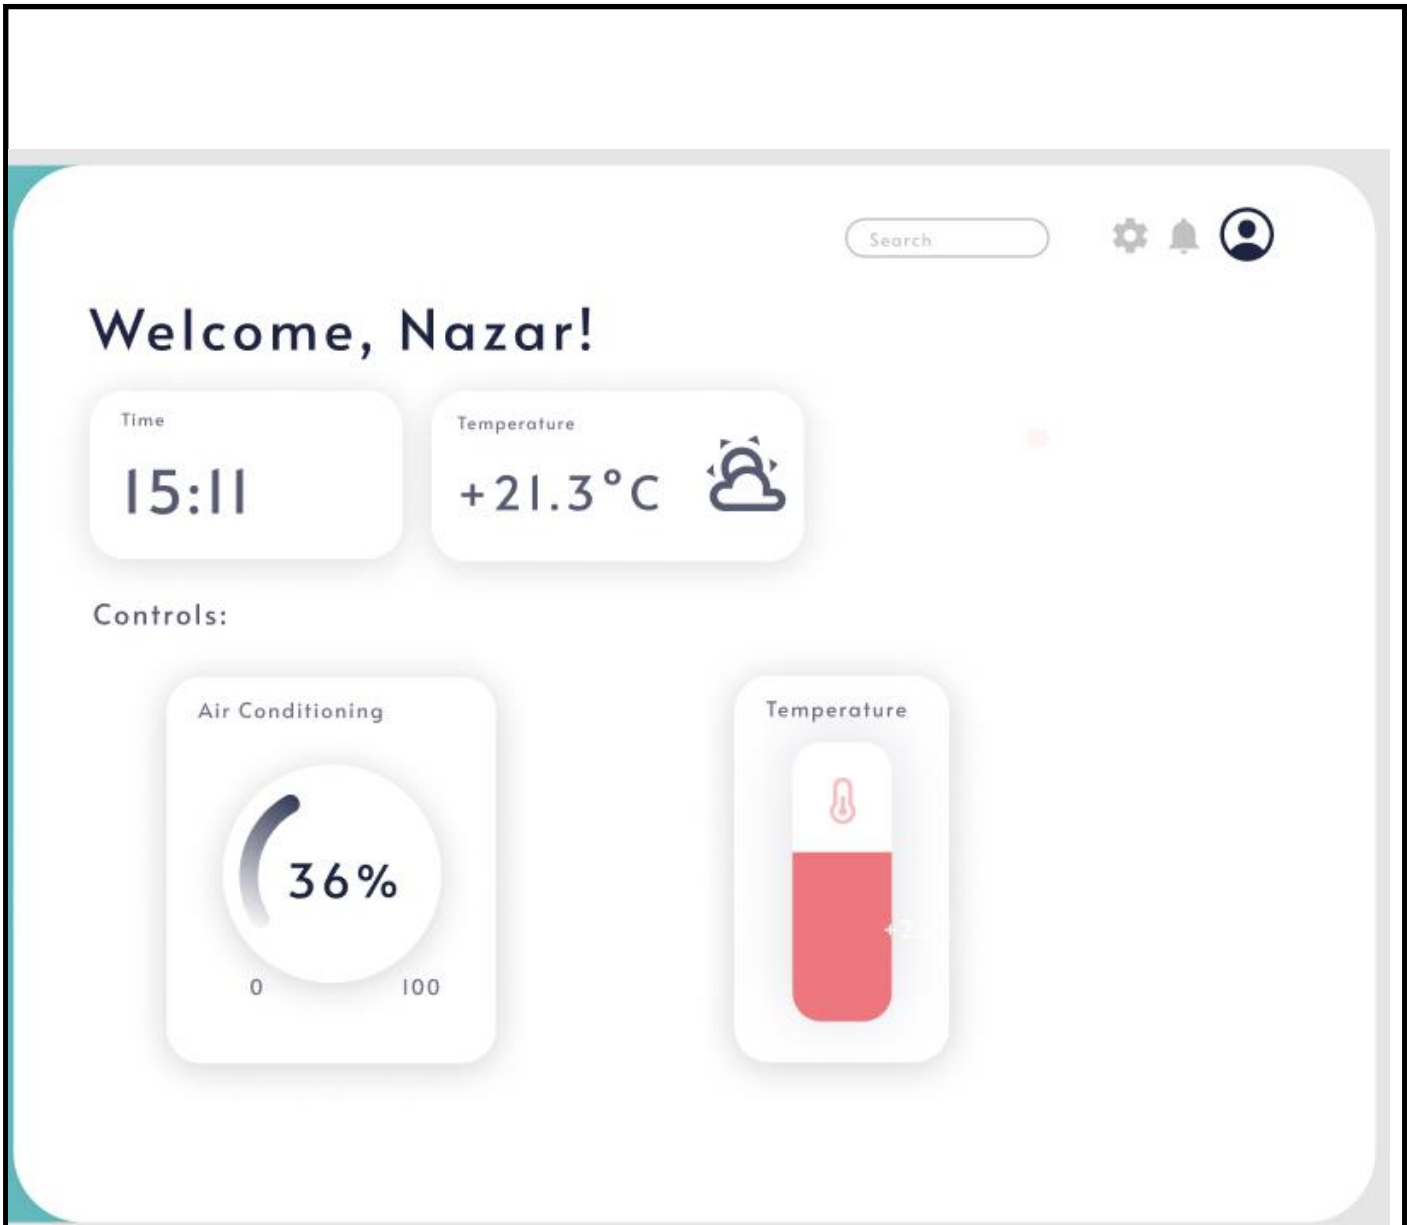 Search
Welcome, Nazar!
Time
15:11
Temperature
+21.3°C
Controls:
Air Conditioning
36%
0
100
Temperature